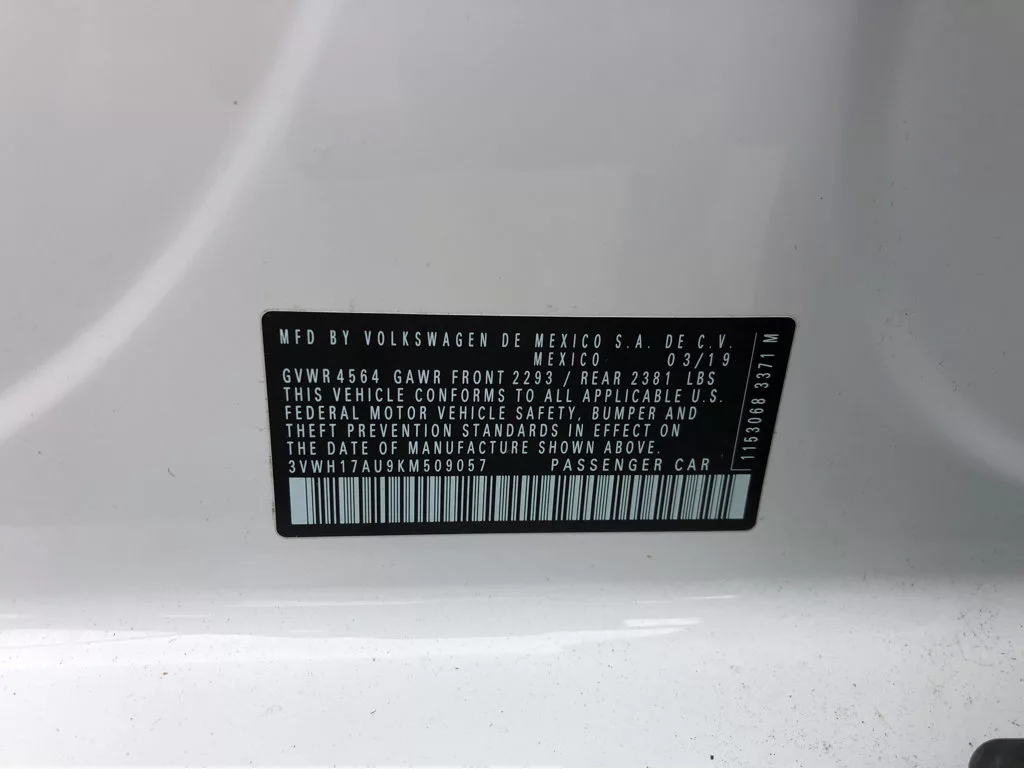 MFD BY VOLKSWAGEN DE MEXICO S.A. DE C.V.
MEXICO 03/19
GVWR 4564 GAWR FRONT 2293 / REAR 2381 LBS
THIS VEHICLE CONFORMS TO ALL APPLICABLE U.S.
FEDERAL MOTOR VEHICLE SAFETY, BUMPER AND
THEFT PREVENTION STANDARDS IN EFFECT ON
THE DATE OF MANUFACTURE SHOWN ABOVE.
3VWH17AU9KM509057 PASSENGER CAR
1153068 3371 M